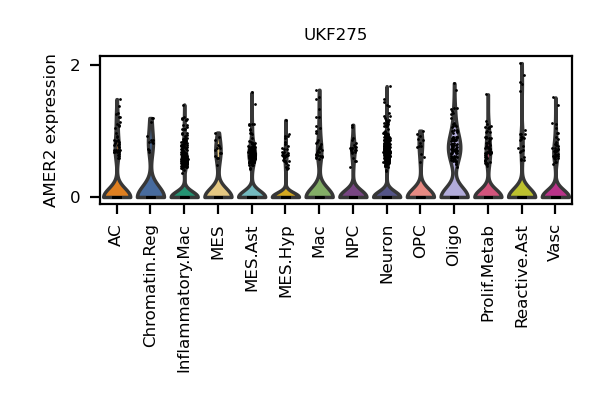 UKF275
AMER2 expression
2
0
AC
Chromatin.Reg
Inflammatory.Mac
MES
MES.Ast
MES.Hyp
Mac
NPC
Neuron
OPC
Oligo
Prolif.Metab
Reactive.Ast
Vasc